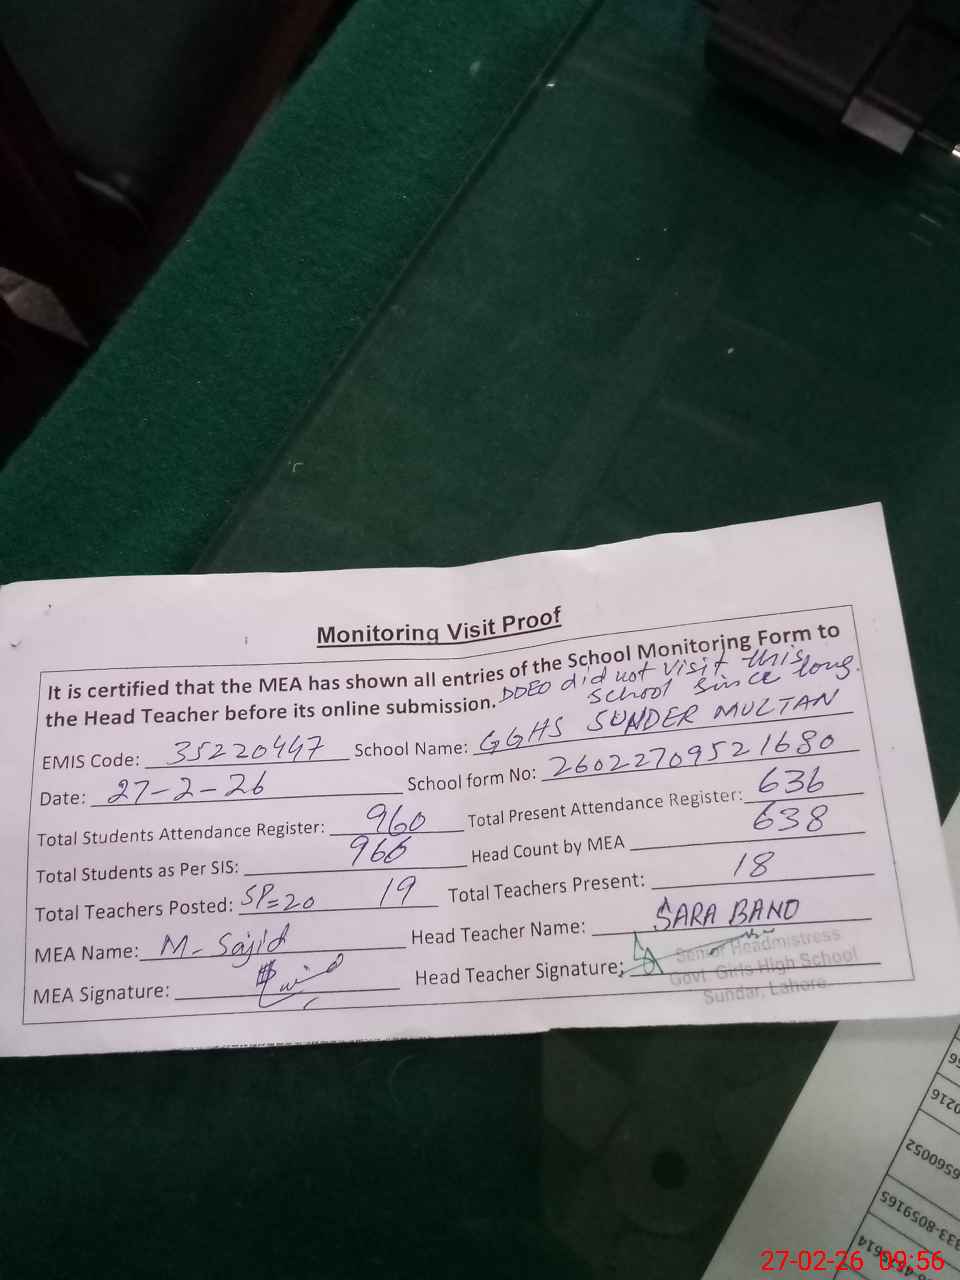 Monitoring Visit Proof
It is certified that the MEA has shown all entries of the School Monitoring Form to
the Head Teacher before its online submission. DDEO did not visit this
school since long.
EMIS Code: 35220447 School Name: GGHS SUNDER MULTAN
Date: 27-2-26 School form No: 26022709521680
Total Students Attendance Register: 960 Total Present Attendance Register: 636
Total Students as Per SIS: 966 Head Count by MEA 638
Total Teachers Posted: SP=20 19 Total Teachers Present: 18
MEA Name: M-Sajid Head Teacher Name: SARA BANO
MEA Signature: Head Teacher Signature:
Senior Headmistress
Govt Girls High School
Sundar, Lahore
0216
6560052
333-8059165
27-02-26 09:56